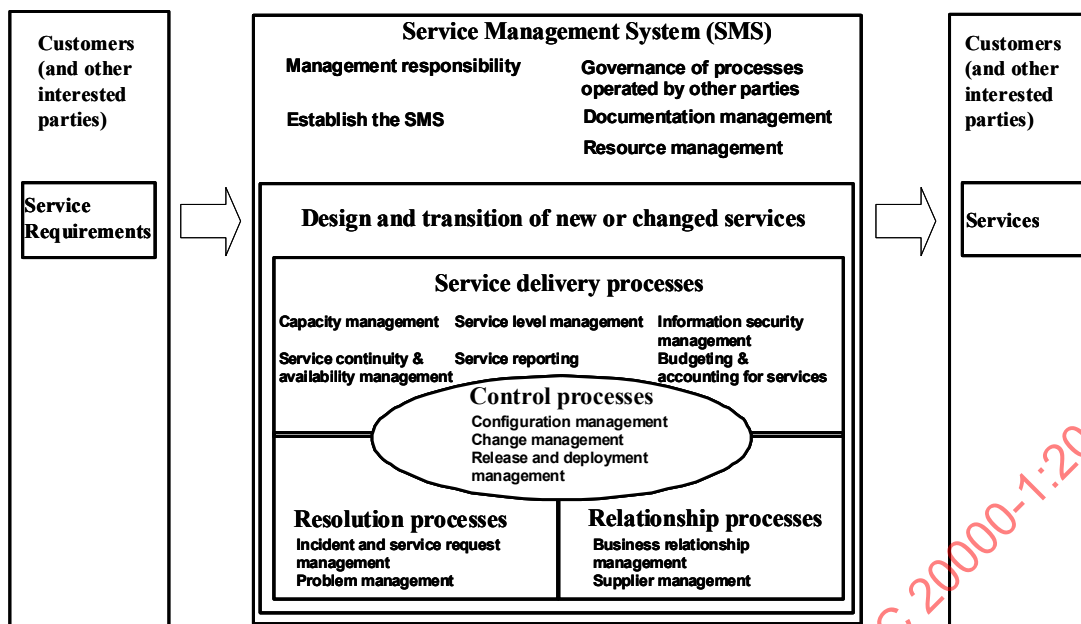 Customers
(and other
interested
parties)
Service
Requirements
Service Management System (SMS)
Management responsibility
Establish the SMS
Governance of processes
operated by other parties
Documentation management
Resource management
Design and transition of new or changed services
Service delivery processes
Capacity management
Service continuity &
availability management
Service level management
Service reporting
Information security
management
Budgeting &
accounting for services
Control processes
Configuration management
Change management
Release and deployment
management
Resolution processes
Incident and service request
management
Problem management
Relationship processes
Business relationship
management
Supplier management
Customers
(and other
interested
parties)
Services
20000-1:20